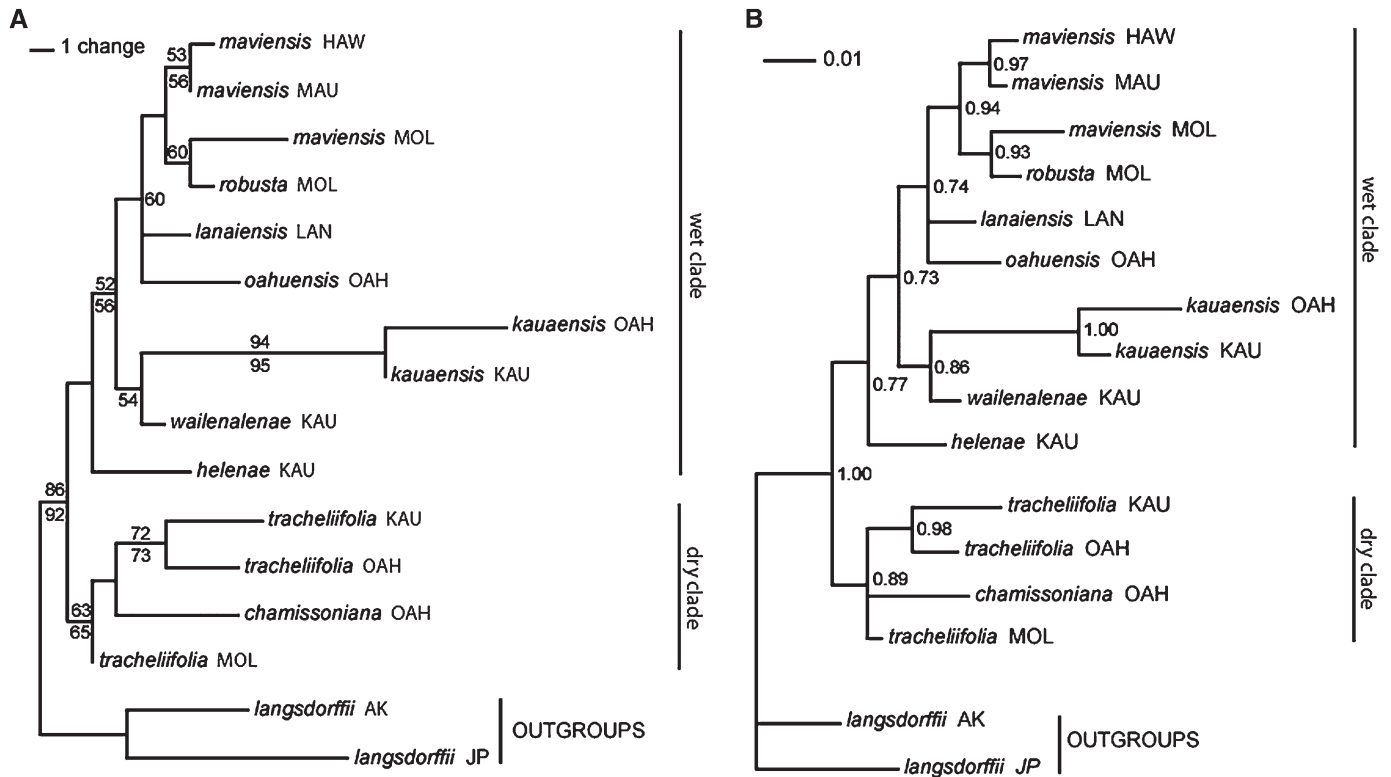 A
1 change
53
56
maviensis HAW
maviensis MAU
60
maviensis MOL
robusta MOL
60
lanaiensis LAN
oahuensis OAH
52
56
94
95
kauaensis OAH
kauaensis KAU
54
wailenalenae KAU
helenae KAU
wet clade
86
92
72
73
tracheliifolia KAU
tracheliifolia OAH
chamissoniana OAH
63
65
tracheliifolia MOL
dry clade
langsdorffii AK
langsdorffii JP
OUTGROUPS
B
0.01
maviensis HAW
0.97
maviensis MAU
0.94
maviensis MOL
0.93
robusta MOL
0.74
lanaiensis LAN
oahuensis OAH
0.73
kauaensis OAH
1.00
kauaensis KAU
0.86
0.77
wailenalenae KAU
helenae KAU
wet clade
1.00
tracheliifolia KAU
0.98
tracheliifolia OAH
0.89
chamissoniana OAH
tracheliifolia MOL
dry clade
langsdorffii AK
langsdorffii JP
OUTGROUPS